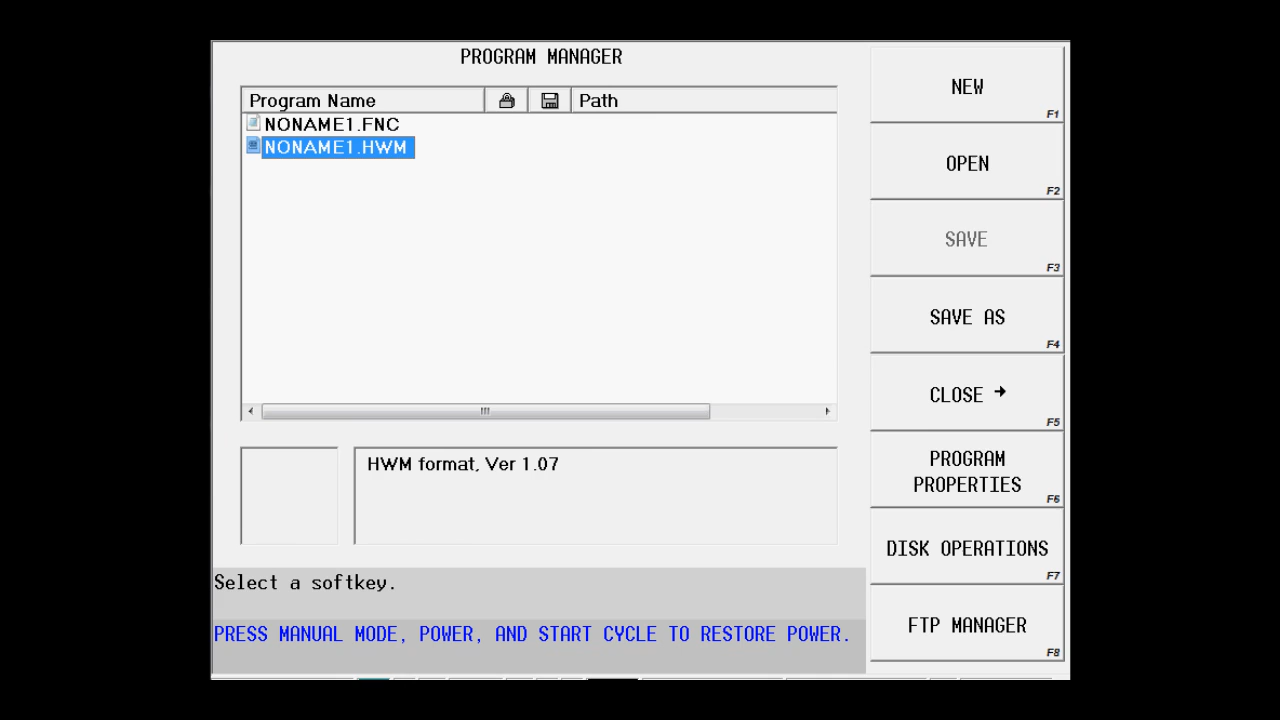 PROGRAM MANAGER
Program Name Path
NONAME1.FNC
NONAME1.HWM
HWM format, Ver 1.07
Select a softkey.
PRESS MANUAL MODE, POWER, AND START CYCLE TO RESTORE POWER.
NEW
F1
OPEN
F2
SAVE
F3
SAVE AS
F4
CLOSE →
F5
PROGRAM
PROPERTIES
F6
DISK OPERATIONS
F7
FTP MANAGER
F8